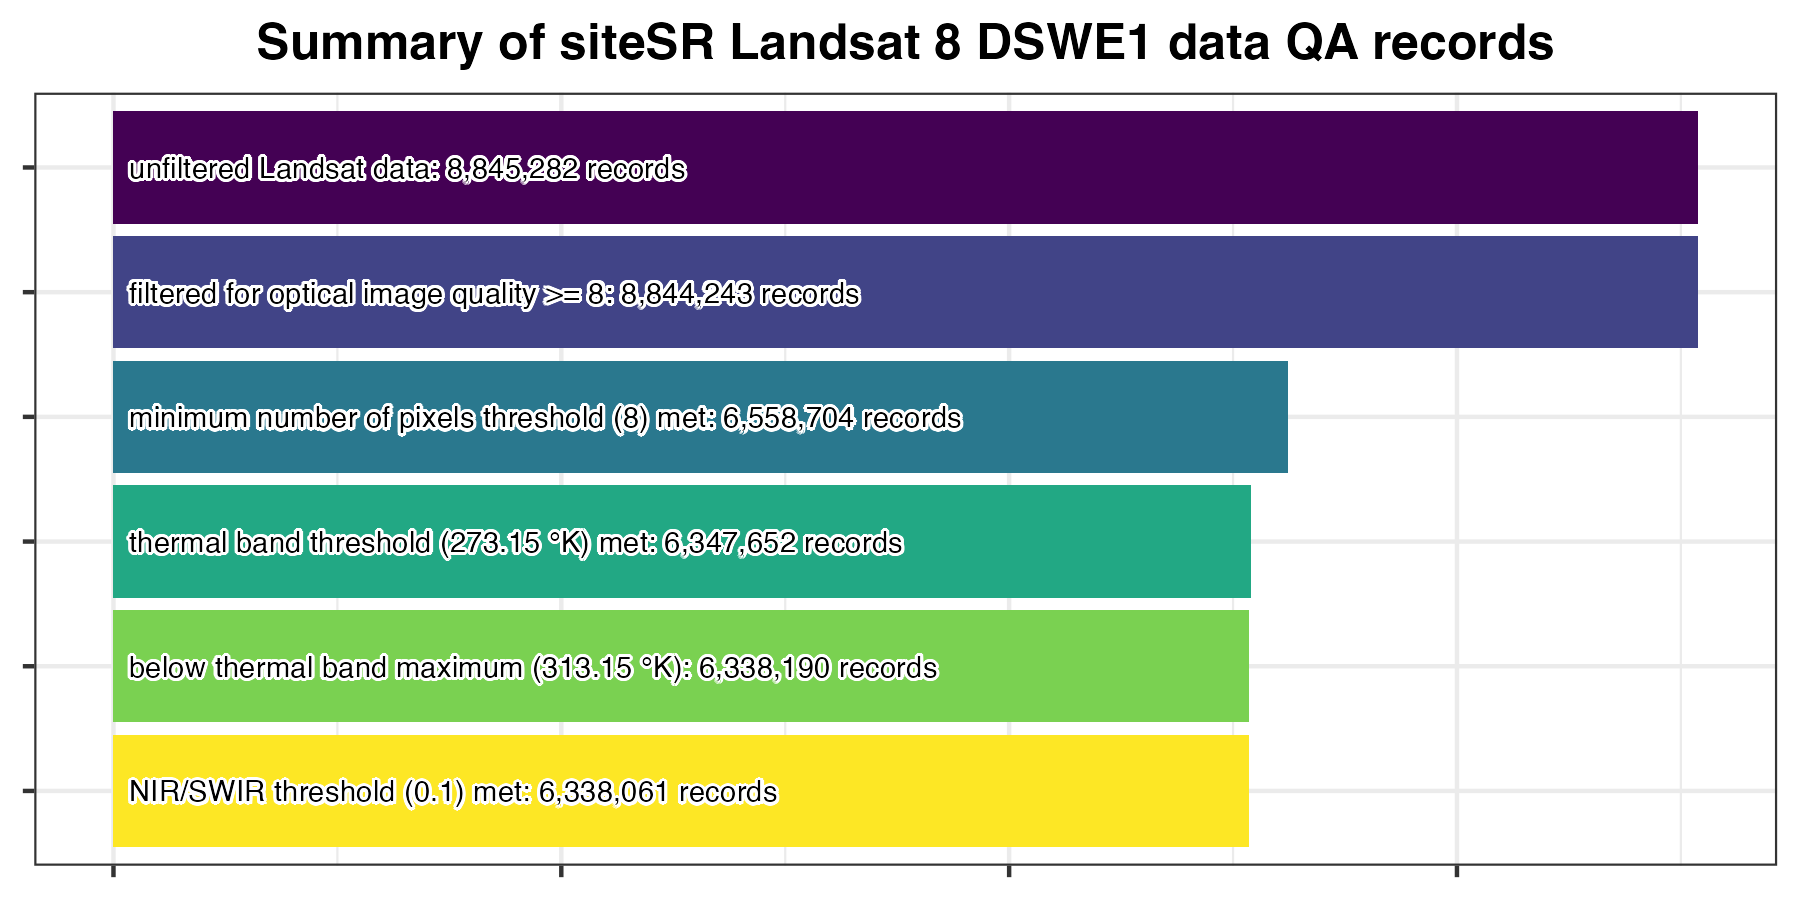 Summary of siteSR Landsat 8 DSWE1 data QA records
unfiltered Landsat data: 8,845,282 records
filtered for optical image quality >= 8: 8,844,243 records
minimum number of pixels threshold (8) met: 6,558,704 records
thermal band threshold (273.15 °K) met: 6,347,652 records
below thermal band maximum (313.15 °K): 6,338,190 records
NIR/SWIR threshold (0.1) met: 6,338,061 records